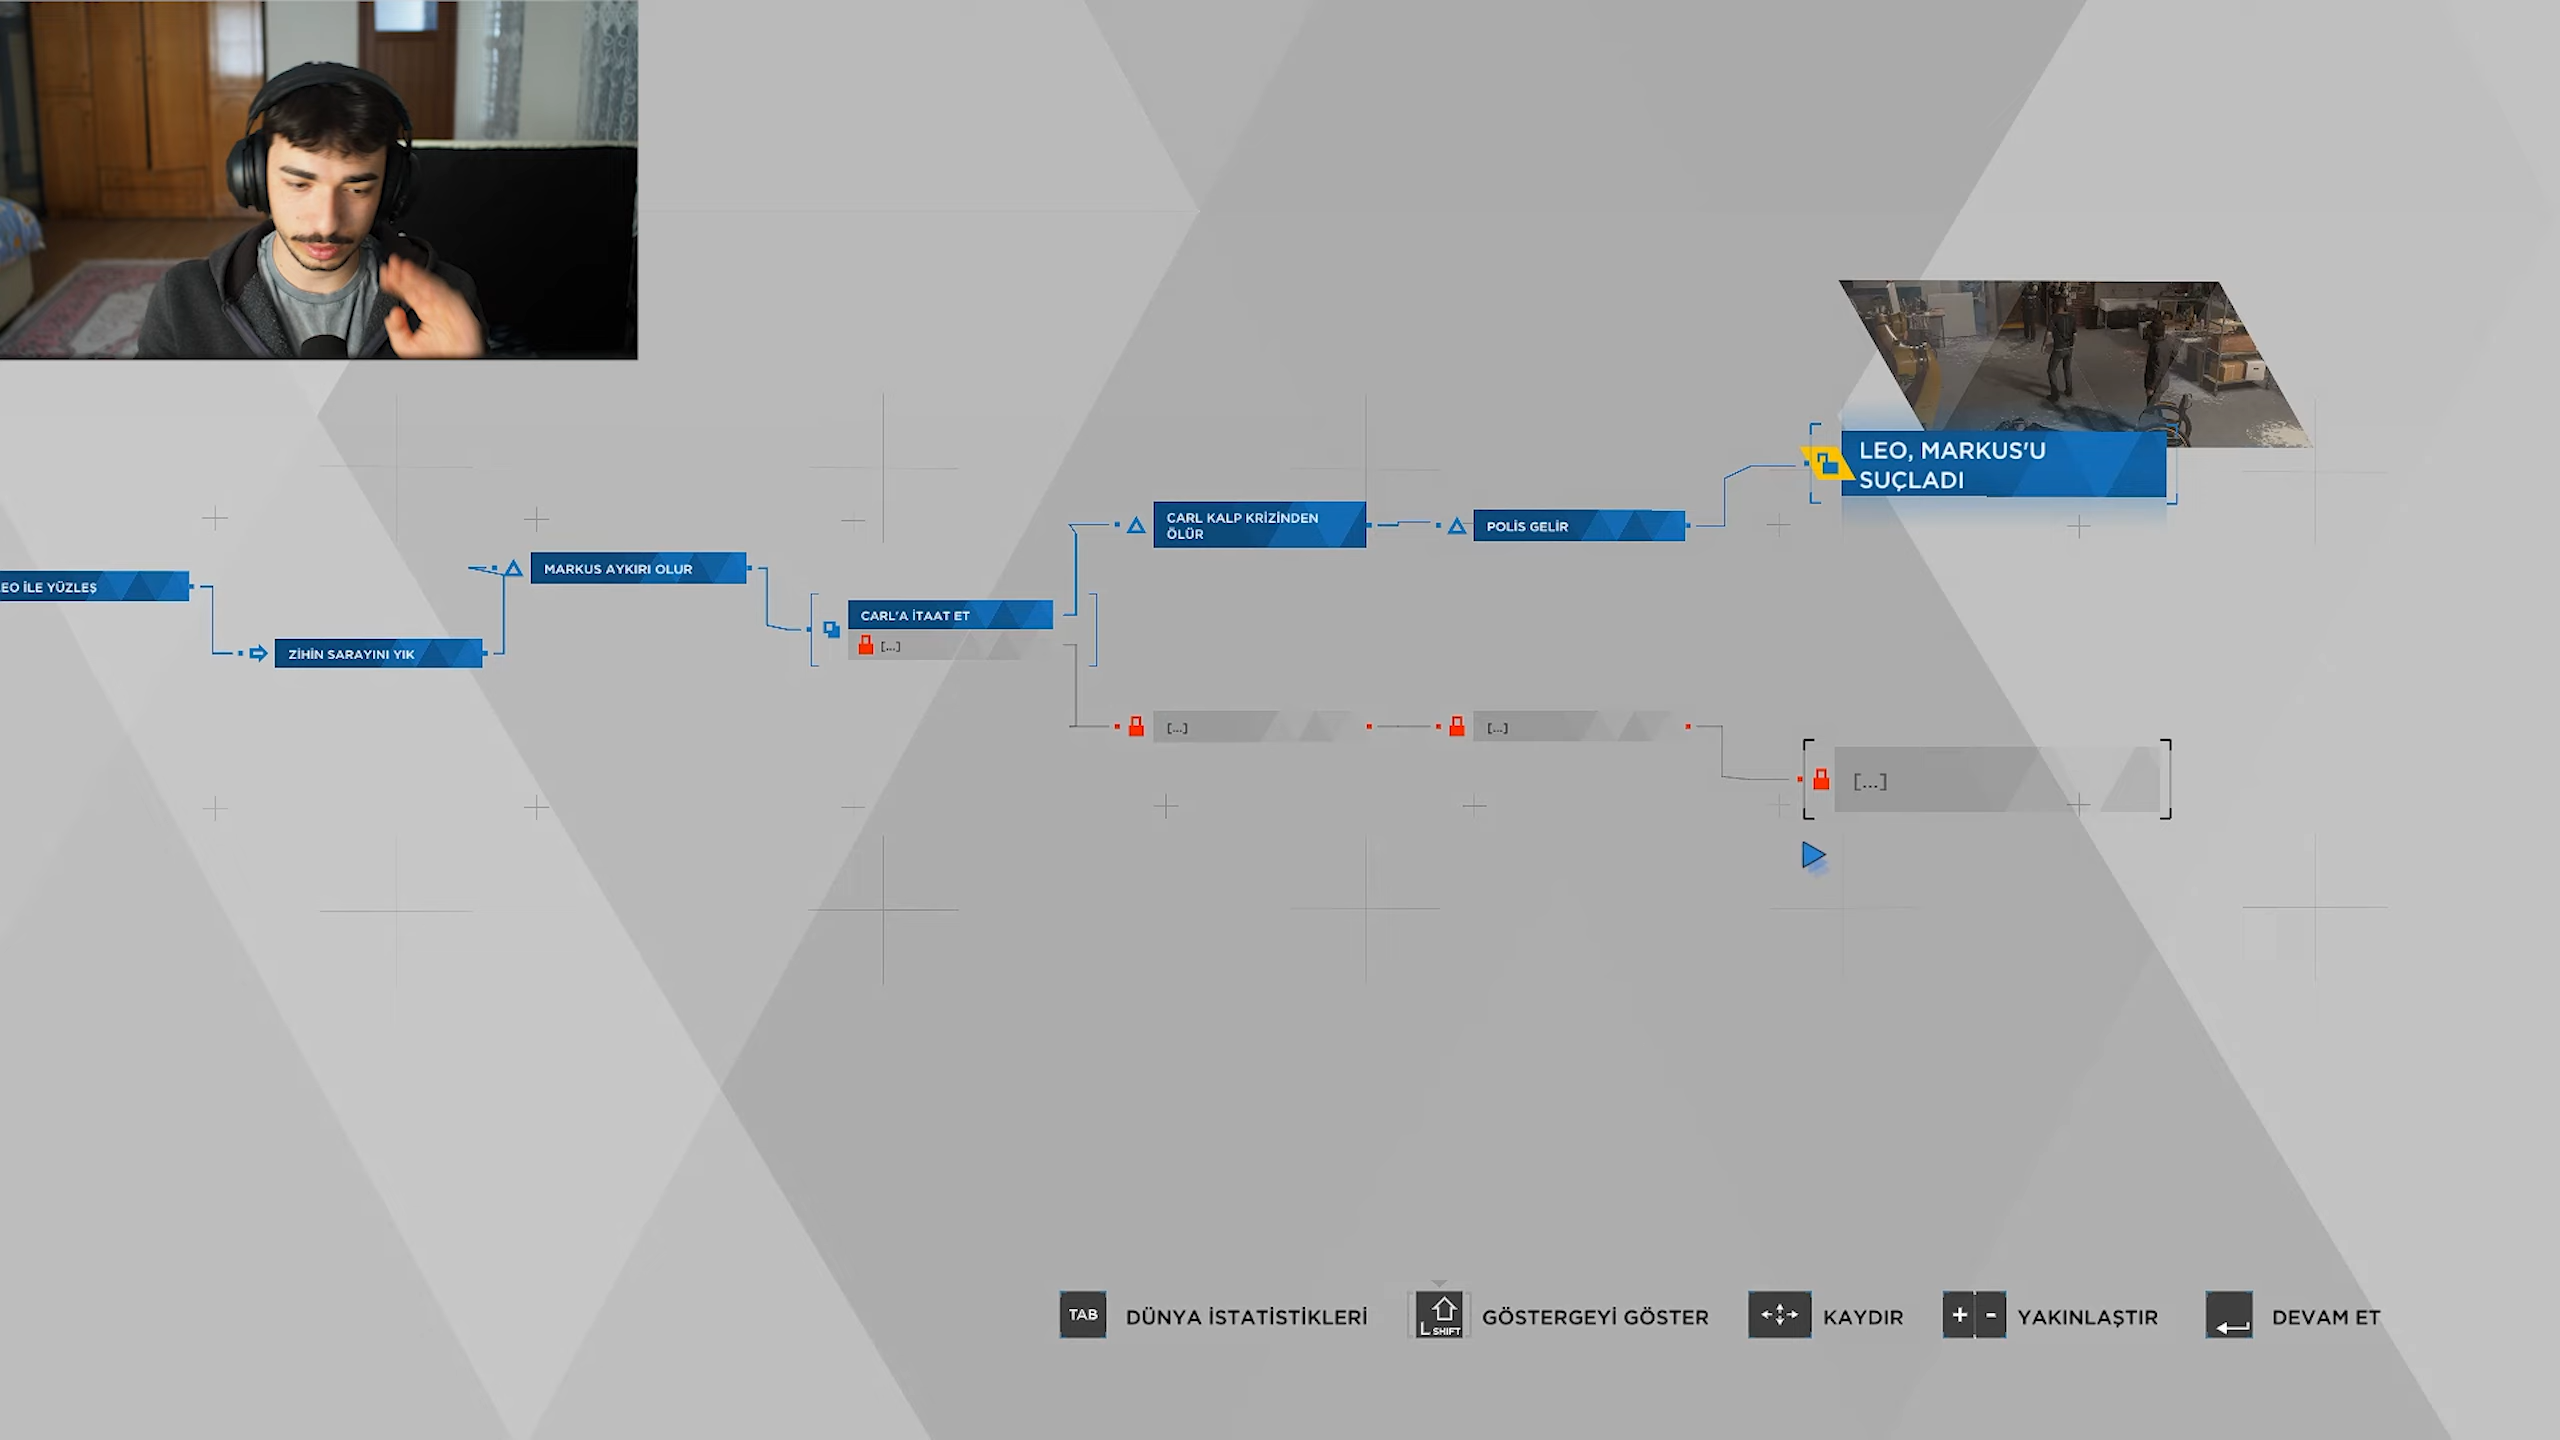 LEO, MARKUS'U
SUÇLADI
CARL KALP KRİZİNDEN
ÖLÜR
POLİS GELİR
MARKUS AYKIRI OLUR
EO İLE YÜZLEŞ
CARL'A İTAAT ET
[...]
ZİHİN SARAYINI YIK
[...]
[...]
[...]
TAB DÜNYA İSTATİSTİKLERİ L SHIFT GÖSTERGEYİ GÖSTER KAYDIR + - YAKINLAŞTIR DEVAM ET